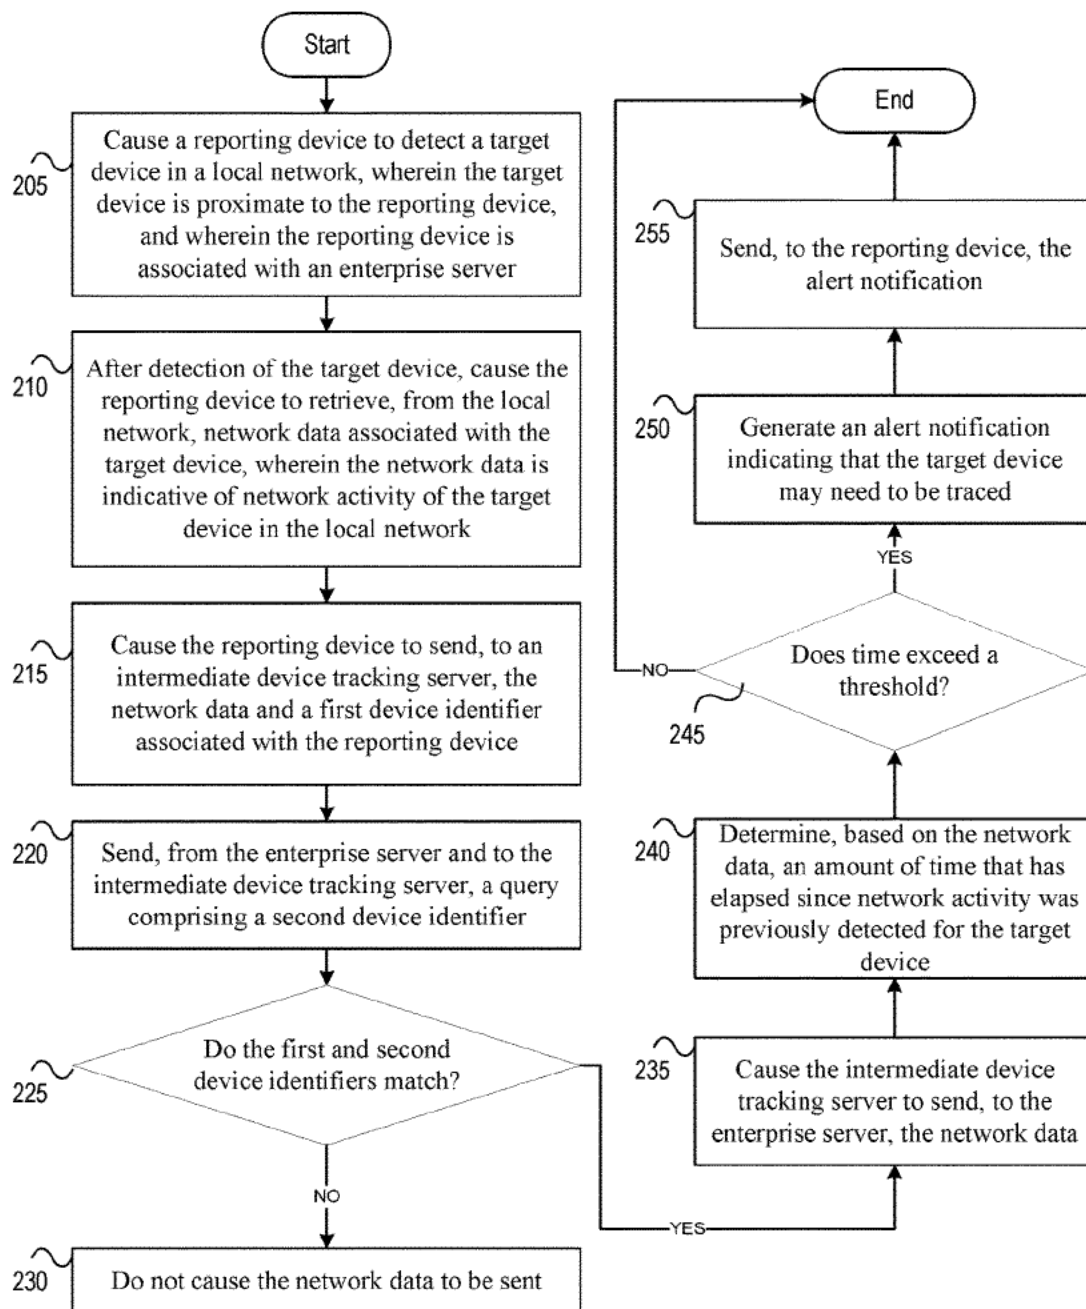 Start
205
Cause a reporting device to detect a target
device in a local network, wherein the target
device is proximate to the reporting device,
and wherein the reporting device is
associated with an enterprise server
210
After detection of the target device, cause the
reporting device to retrieve, from the local
network, network data associated with the
target device, wherein the network data is
indicative of network activity of the target
device in the local network
215
Cause the reporting device to send, to an
intermediate device tracking server, the
network data and a first device identifier
associated with the reporting device
220
Send, from the enterprise server and to the
intermediate device tracking server, a query
comprising a second device identifier
225
Do the first and second
device identifiers match?
NO
YES
230
Do not cause the network data to be sent
235
Cause the intermediate device
tracking server to send, to the
enterprise server, the network data
240
Determine, based on the network
data, an amount of time that has
elapsed since network activity was
previously detected for the target
device
245
Does time exceed a
threshold?
NO
YES
250
Generate an alert notification
indicating that the target device
may need to be traced
255
Send, to the reporting device, the
alert notification
End